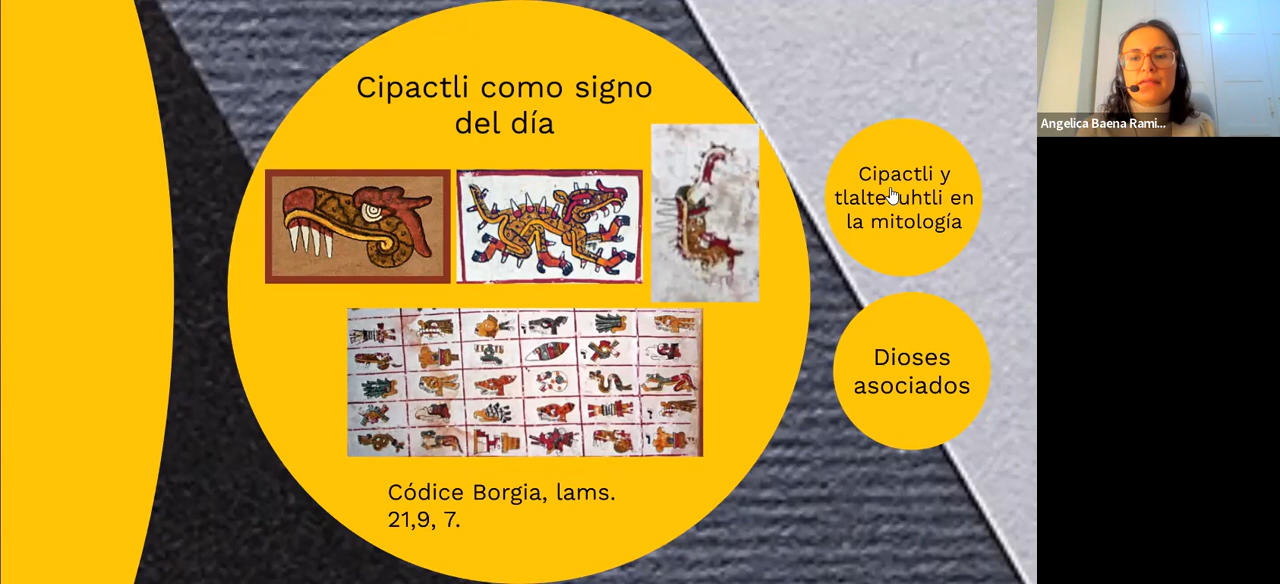 Cipactli como signo
del día
Códice Borgia, lams.
21,9, 7.
Cipactli y
tlaltecuhtli en
la mitología
Dioses
asociados
Angelica Baena Rami...